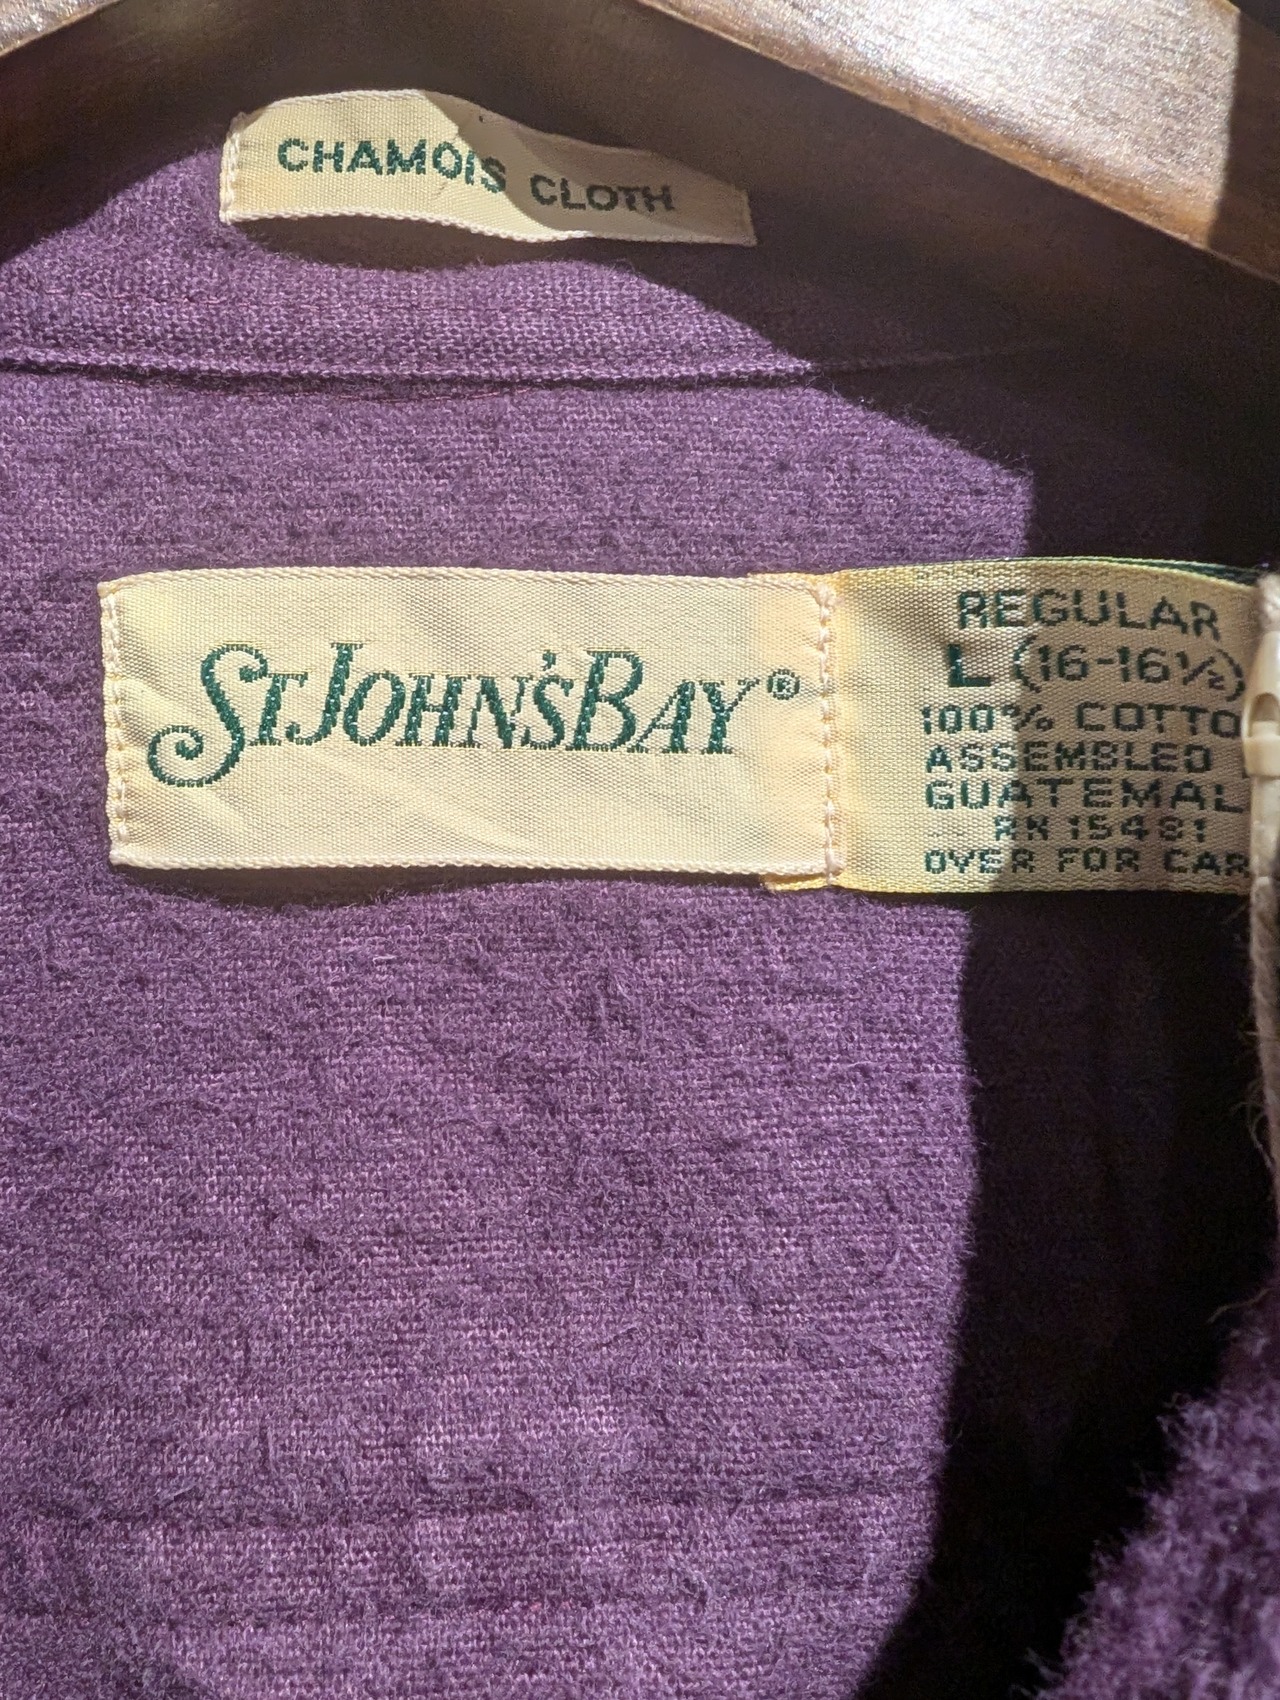 CHAMOIS CLOTH
ST JOHN'S BAY®
REGULAR
L (16-16½)
100% COTTO
ASSEMBLED
GUATEMAL
RN 15481
OVER FOR CAR